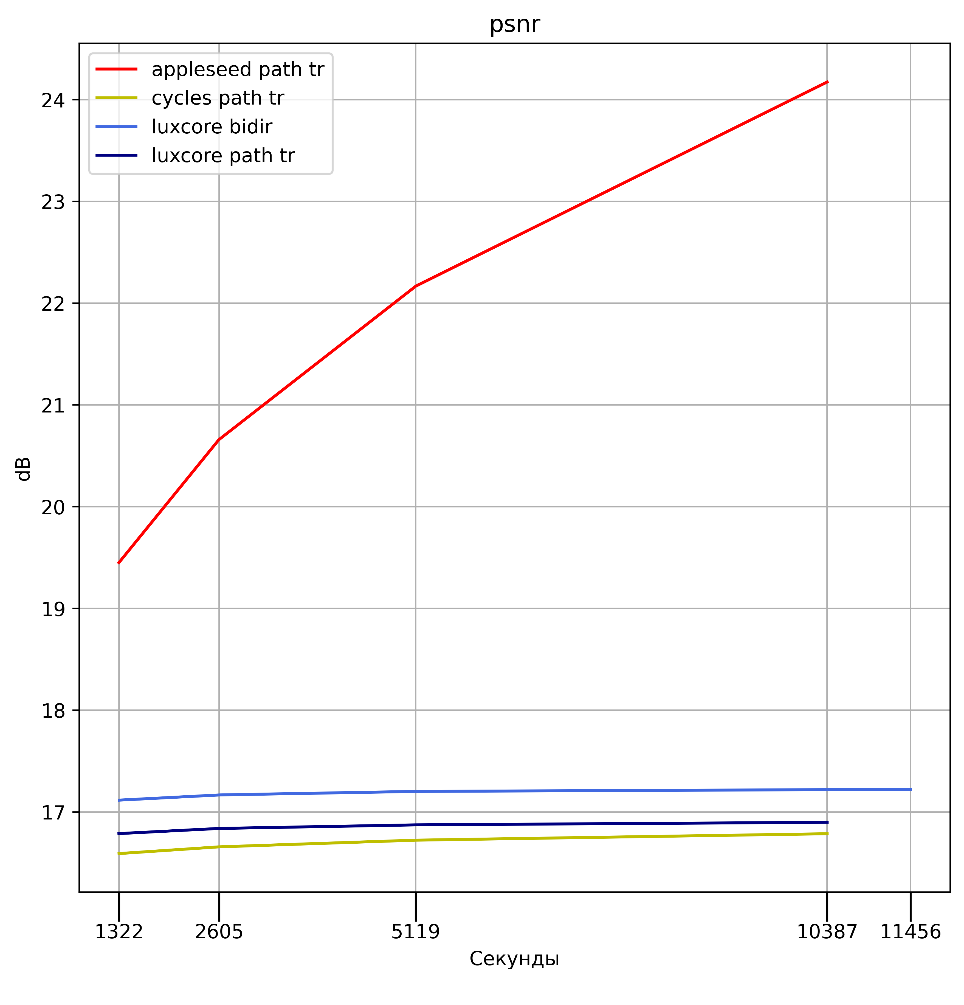 psnr
appleseed path tr
cycles path tr
luxcore bidir
luxcore path tr
24
23
22
21
20
19
18
17
dB
1322 2605 5119 10387 11456
Секунды